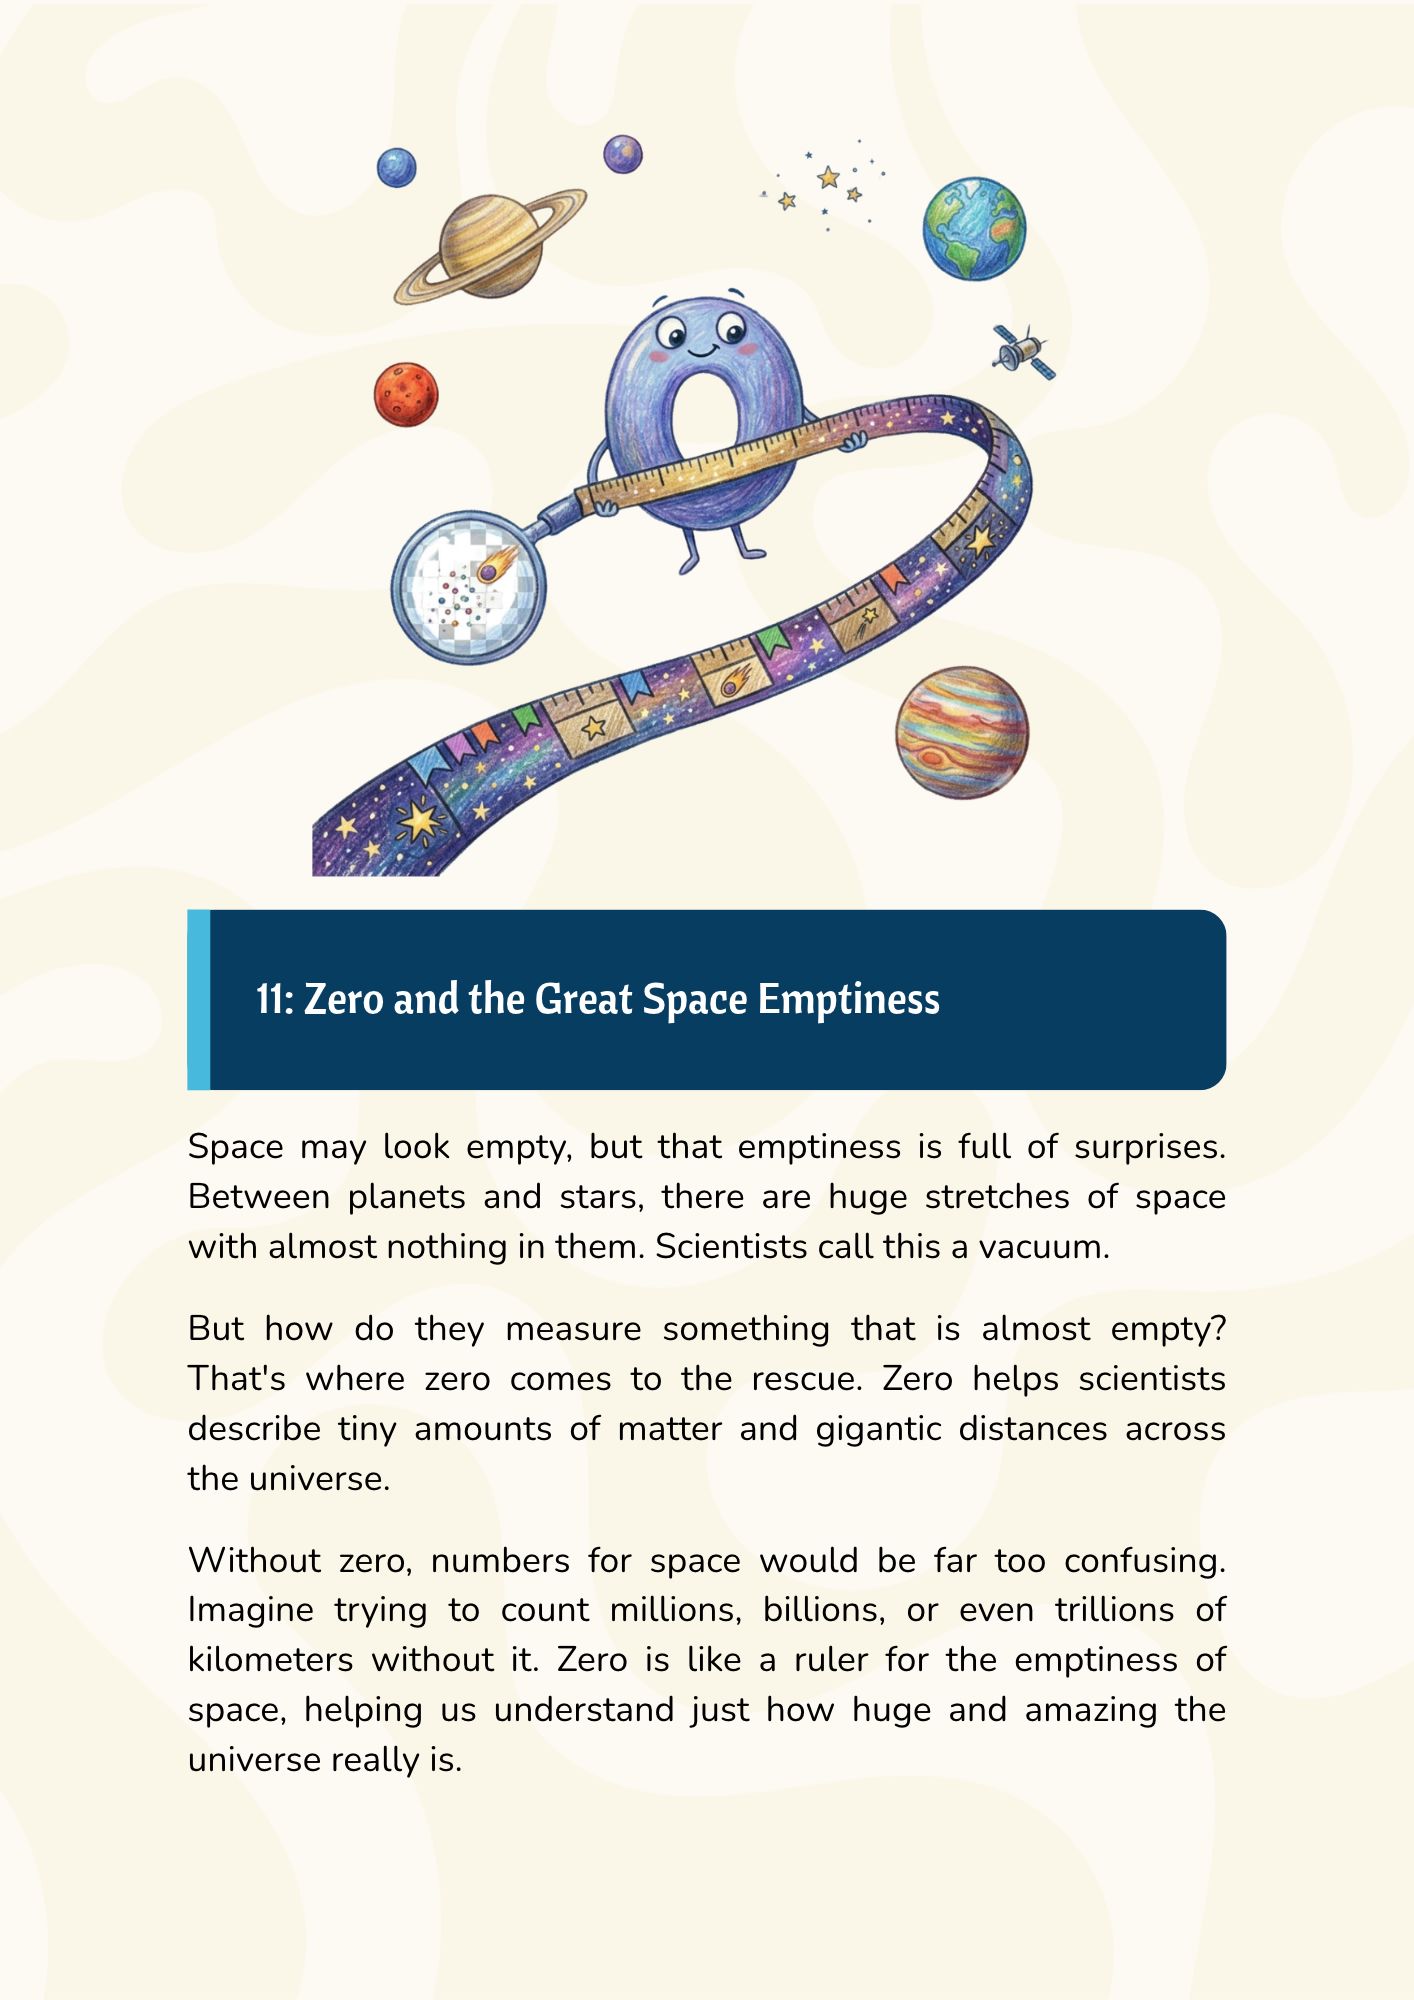 11: Zero and the Great Space Emptiness
Space may look empty, but that emptiness is full of surprises.
Between planets and stars, there are huge stretches of space
with almost nothing in them. Scientists call this a vacuum.
But how do they measure something that is almost empty?
That's where zero comes to the rescue. Zero helps scientists
describe tiny amounts of matter and gigantic distances across
the universe.
Without zero, numbers for space would be far too confusing.
Imagine trying to count millions, billions, or even trillions of
kilometers without it. Zero is like a ruler for the emptiness of
space, helping us understand just how huge and amazing the
universe really is.